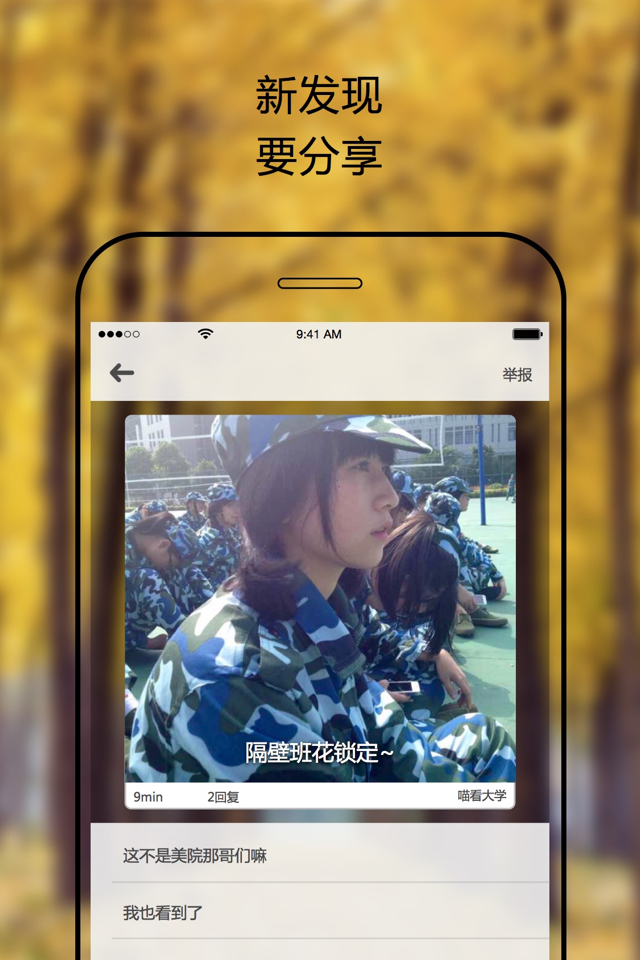 新发现
要分享
9:41 AM
举报
隔壁班花锁定~
9min 2回复 喵看大学
这不是美院那哥们嘛
我也看到了